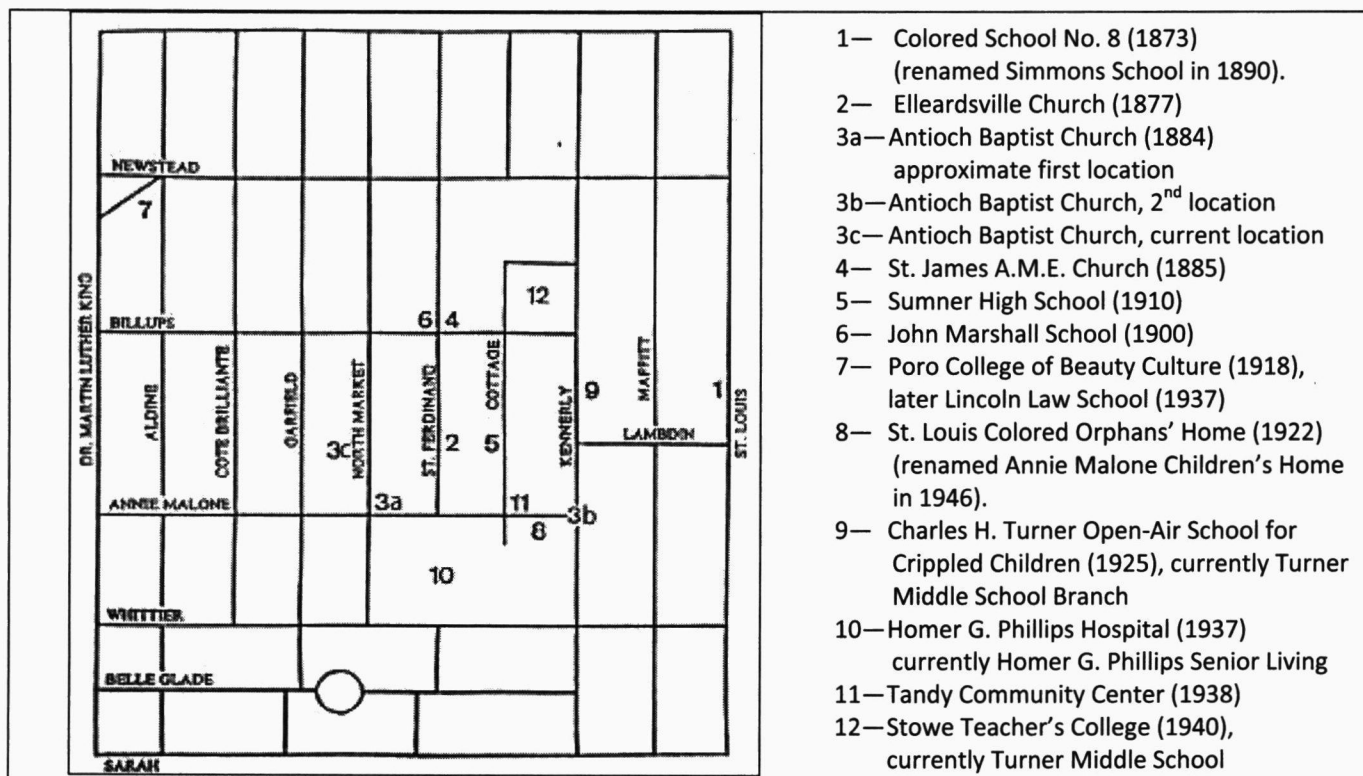 NEWSTEAD
7
12
BILLUPS
6 4
DR. MARTIN LUTHER KING
ALDINE
COTE BRILLIANTE
GARFIELD
NORTH MARKET
ST. FERDINAND
COTTAGE
KENNERLY
9
MAFFITT
1
ST. LOUIS
LAMBDIN
3c
2
5
ANNIE MALONE
3a
11
3b
8
10
WHITTIER
BELLE GLADE
SARAH
1— Colored School No. 8 (1873)
(renamed Simmons School in 1890).
2— Elleardsville Church (1877)
3a—Antioch Baptist Church (1884)
approximate first location
3b—Antioch Baptist Church, 2nd location
3c—Antioch Baptist Church, current location
4— St. James A.M.E. Church (1885)
5— Sumner High School (1910)
6— John Marshall School (1900)
7— Poro College of Beauty Culture (1918),
later Lincoln Law School (1937)
8— St. Louis Colored Orphans’ Home (1922)
(renamed Annie Malone Children’s Home
in 1946).
9— Charles H. Turner Open-Air School for
Crippled Children (1925), currently Turner
Middle School Branch
10—Homer G. Phillips Hospital (1937)
currently Homer G. Phillips Senior Living
11—Tandy Community Center (1938)
12—Stowe Teacher’s College (1940),
currently Turner Middle School